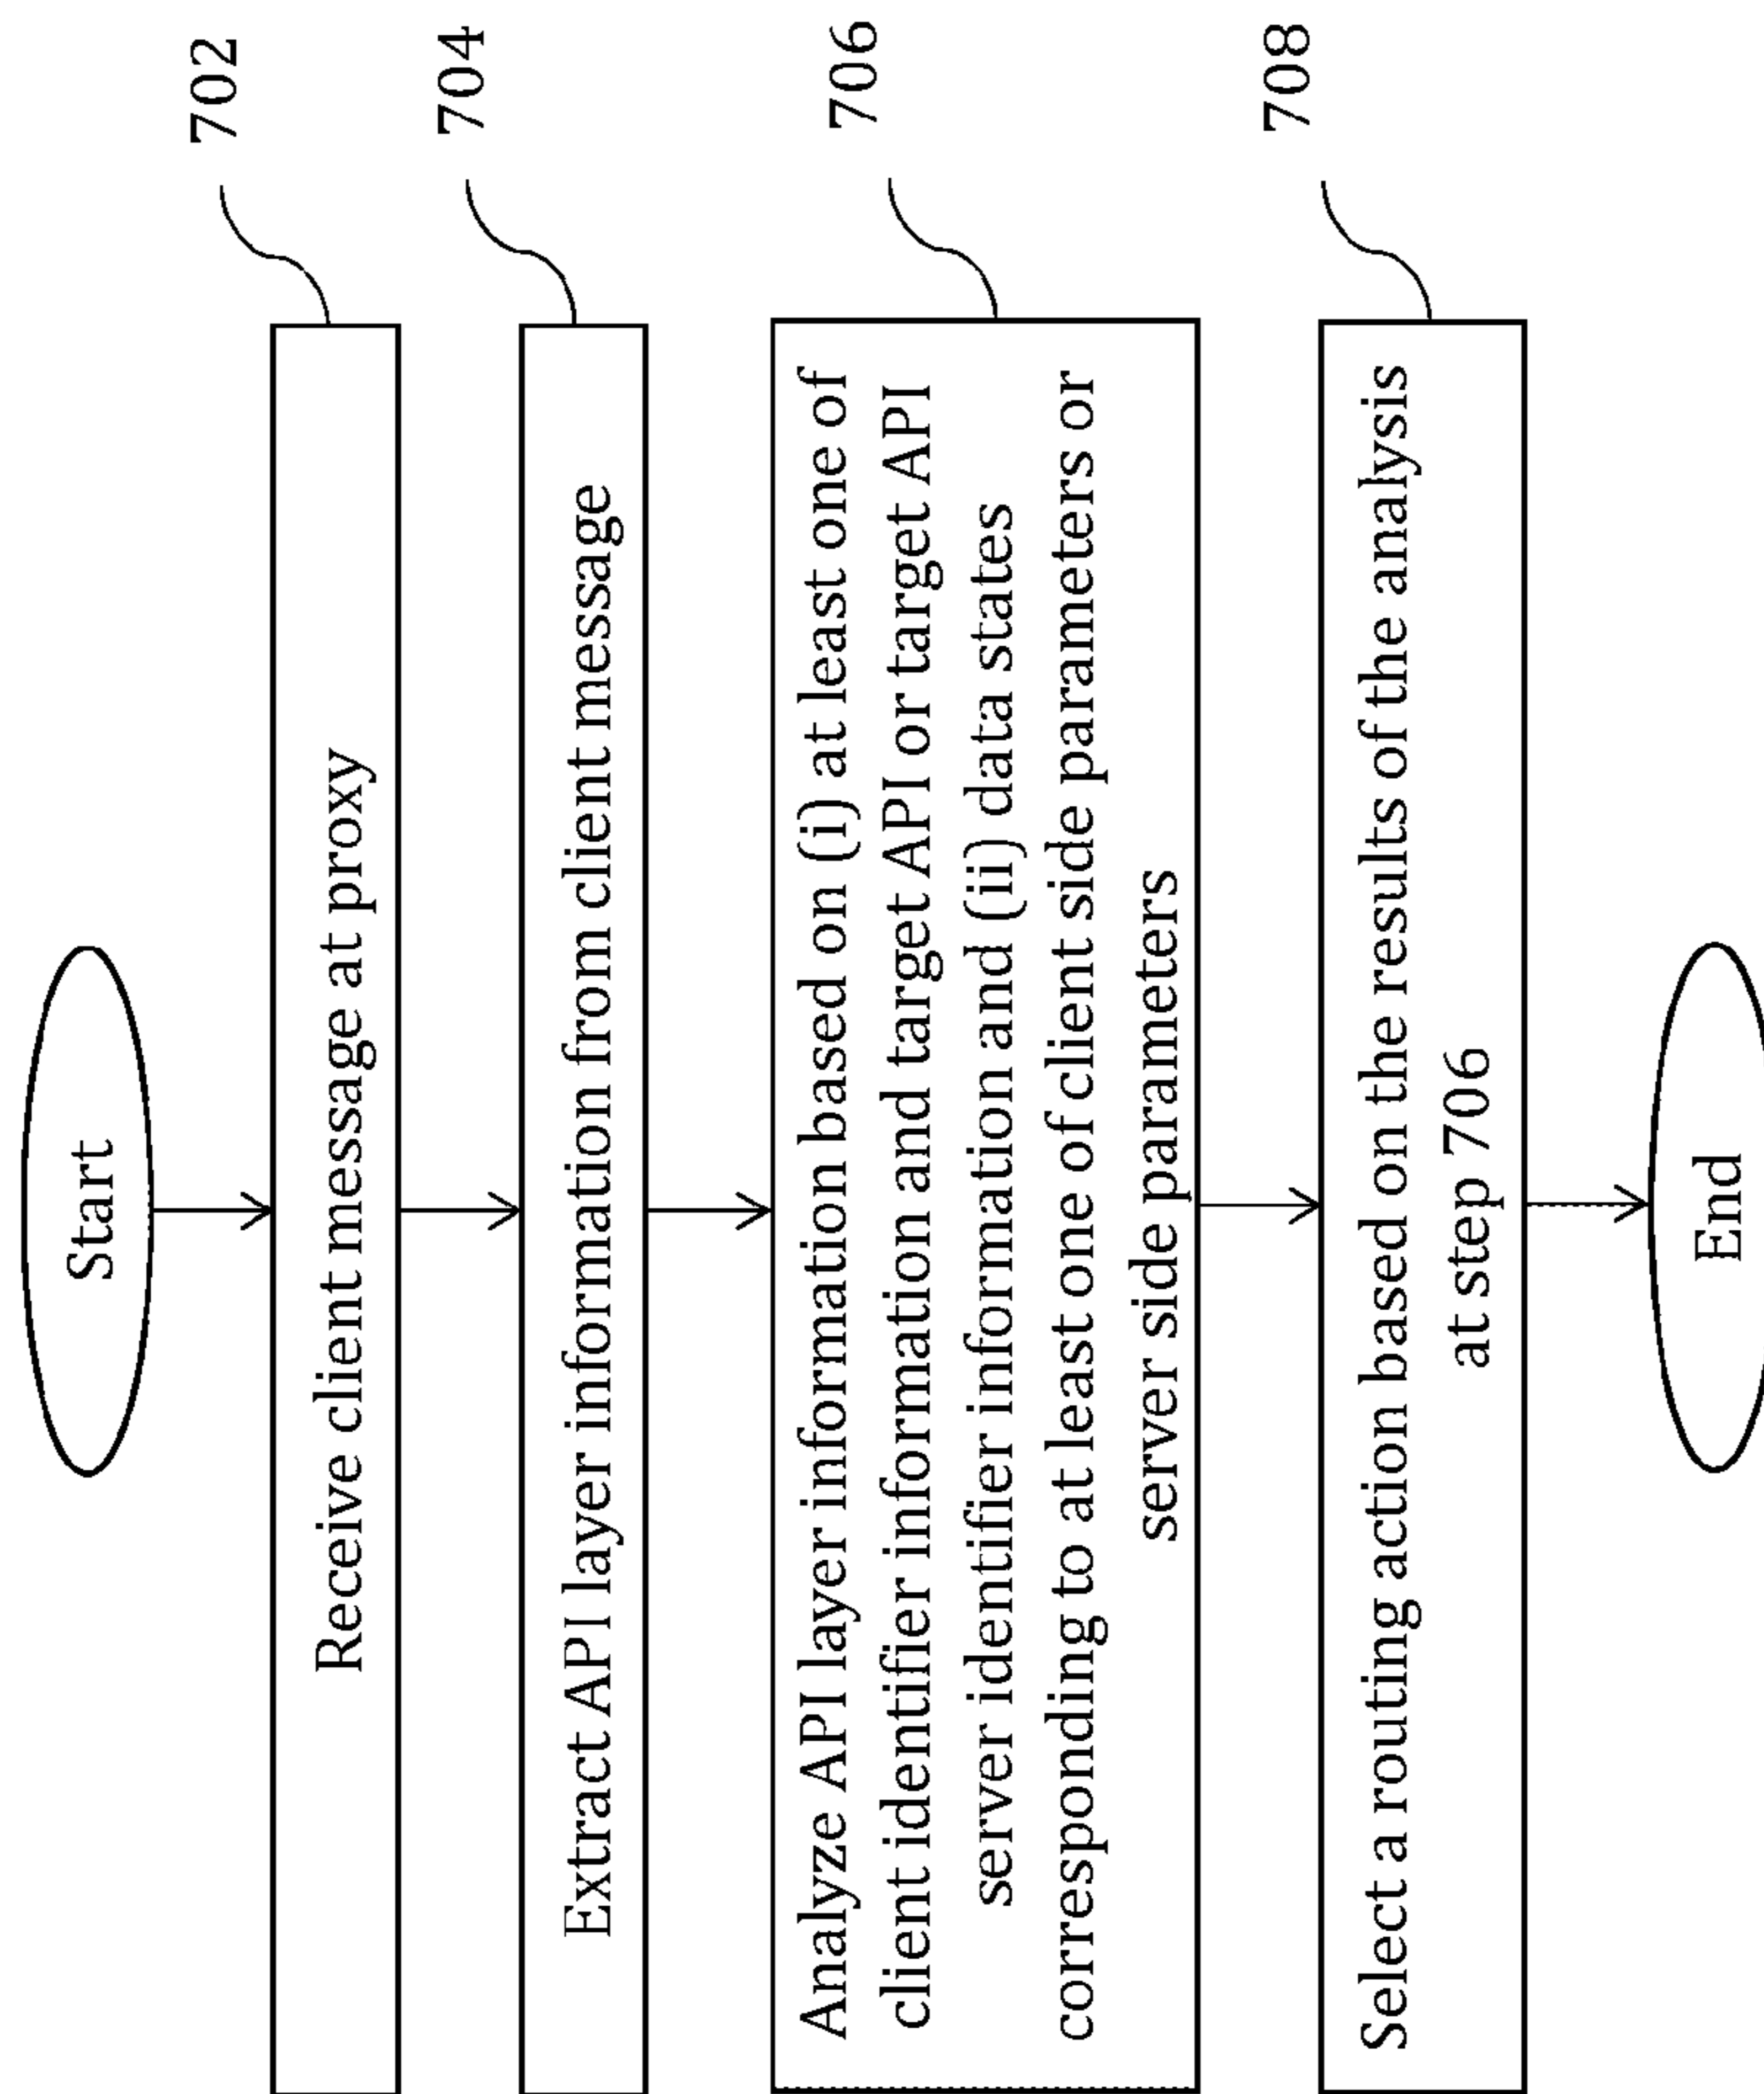 Start
702
Receive client message at proxy
704
Extract API layer information from client message
706
Analyze API layer information based on (i) at least one of
client identifier information and target API or target API
server identifier information and (ii) data states
corresponding to at least one of client side parameters or
server side parameters
708
Select a routing action based on the results of the analysis
at step 706
End